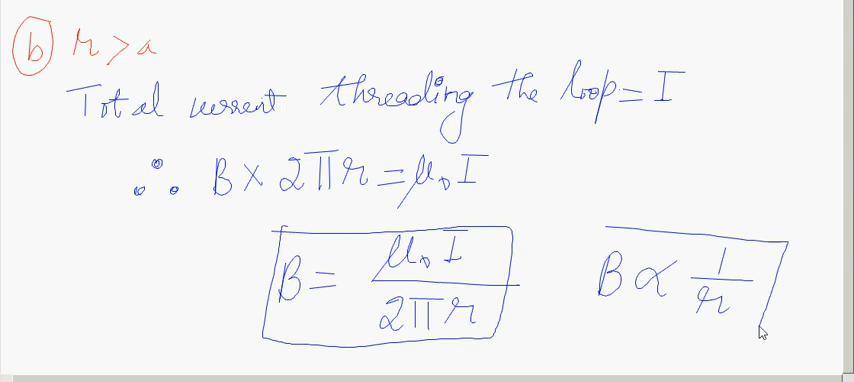 (b) r > a
Total current threading the loop = I
∴ B × 2πr = μ₀I
B = μ₀I / 2πr
B ∝ 1/r